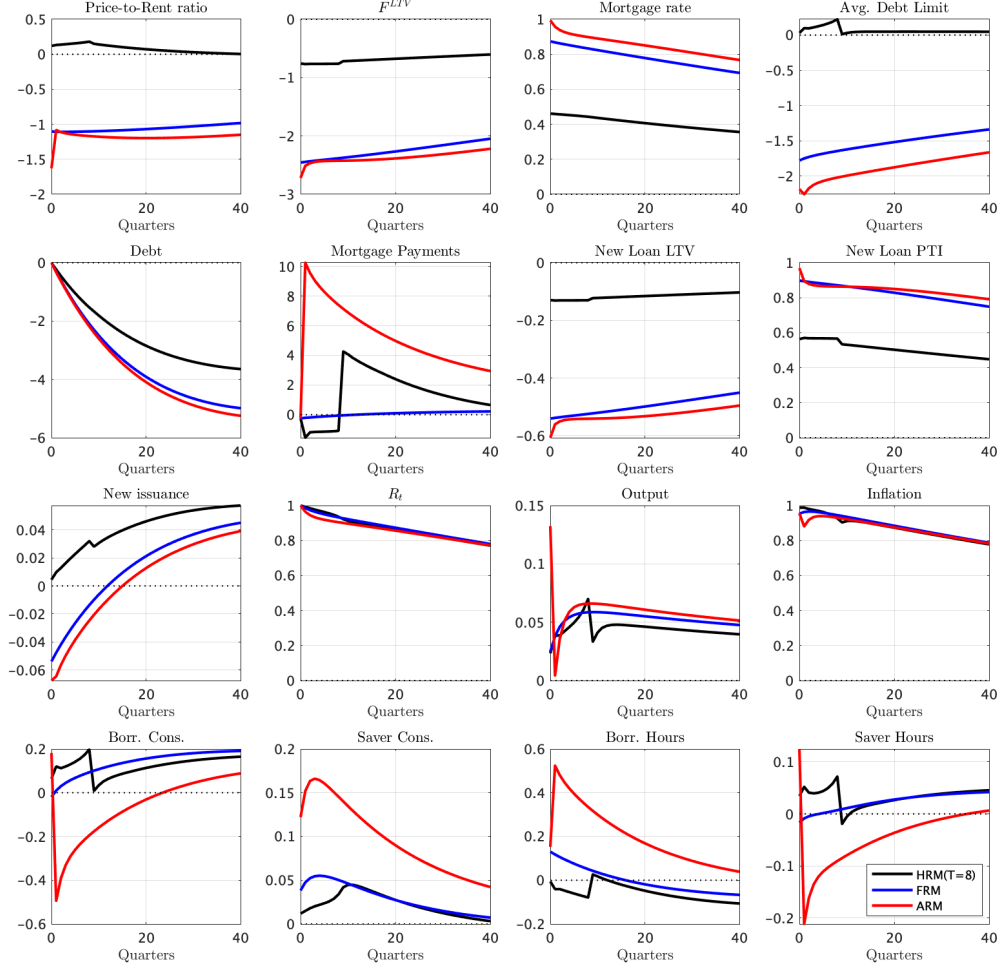 Price-to-Rent ratio
0.5
0
-0.5
-1
-1.5
-2
0 20 40
Quarters
F^{LTV}
0
-1
-2
-3
0 20 40
Quarters
Mortgage rate
1
0.8
0.6
0.4
0.2
0
0 20 40
Quarters
Avg. Debt Limit
0
-0.5
-1
-1.5
-2
0 20 40
Quarters
Debt
0
-2
-4
-6
0 20 40
Quarters
Mortgage Payments
10
8
6
4
2
0
0 20 40
Quarters
New Loan LTV
0
-0.2
-0.4
-0.6
0 20 40
Quarters
New Loan PTI
1
0.8
0.6
0.4
0.2
0
0 20 40
Quarters
New issuance
0.04
0.02
0
-0.02
-0.04
-0.06
0 20 40
Quarters
R_t
1
0.8
0.6
0.4
0.2
0
0 20 40
Quarters
Output
0.15
0.1
0.05
0
0 20 40
Quarters
Inflation
1
0.8
0.6
0.4
0.2
0
0 20 40
Quarters
Borr. Cons.
0.2
0
-0.2
-0.4
-0.6
0 20 40
Quarters
Saver Cons.
0.2
0.15
0.1
0.05
0
0 20 40
Quarters
Borr. Hours
0.6
0.4
0.2
0
-0.2
0 20 40
Quarters
Saver Hours
0.1
0
-0.1
-0.2
0 20 40
Quarters
HRM(T=8)
FRM
ARM